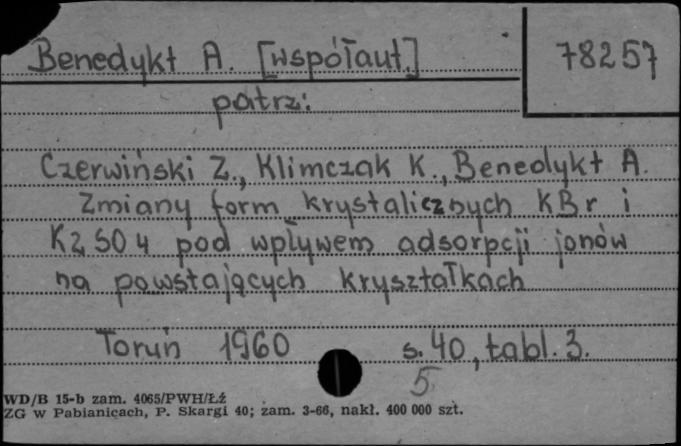 Benedykt A. [współaut.]
78257
patrz:
Czerwiński Z., Klimczak K., Benedykt A.
Zmiany form krystalicznych KBr i
K2SO4 pod wpływem adsorpcji jonów
na powstających kryształkach
Toruń 1960 s. 40, tabl. 3.
5
WD/B 15-b zam. 4065/PWH/Łź
ZG w Pabianicach, P. Skargi 40; zam. 3-66, nakł. 400 000 szt.